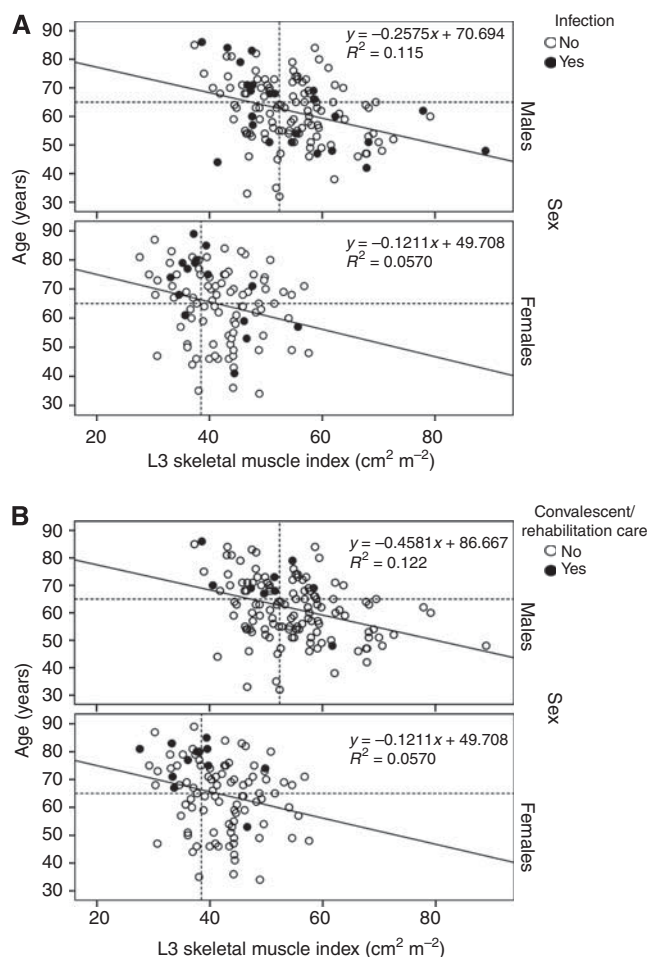 A
Infection
No
Yes
y = –0.2575x + 70.694
R² = 0.115
90
80
70
60
50
40
30
Males
y = –0.1211x + 49.708
R² = 0.0570
90
80
70
60
50
40
30
Females
Age (years)
Sex
20 40 60 80
L3 skeletal muscle index (cm² m⁻²)
B
Convalescent/
rehabilitation care
No
Yes
y = –0.4581x + 86.667
R² = 0.122
90
80
70
60
50
40
30
Males
y = –0.1211x + 49.708
R² = 0.0570
90
80
70
60
50
40
30
Females
Age (years)
Sex
20 40 60 80
L3 skeletal muscle index (cm² m⁻²)